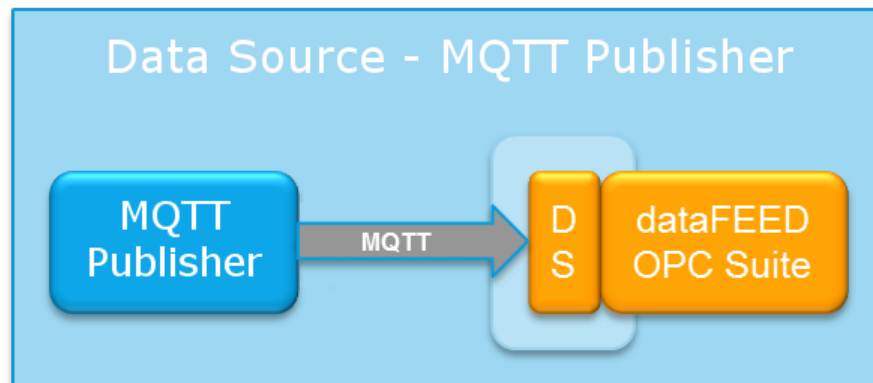 Data Source - MQTT Publisher
MQTT
Publisher
MQTT
D
S
dataFEED
OPC Suite